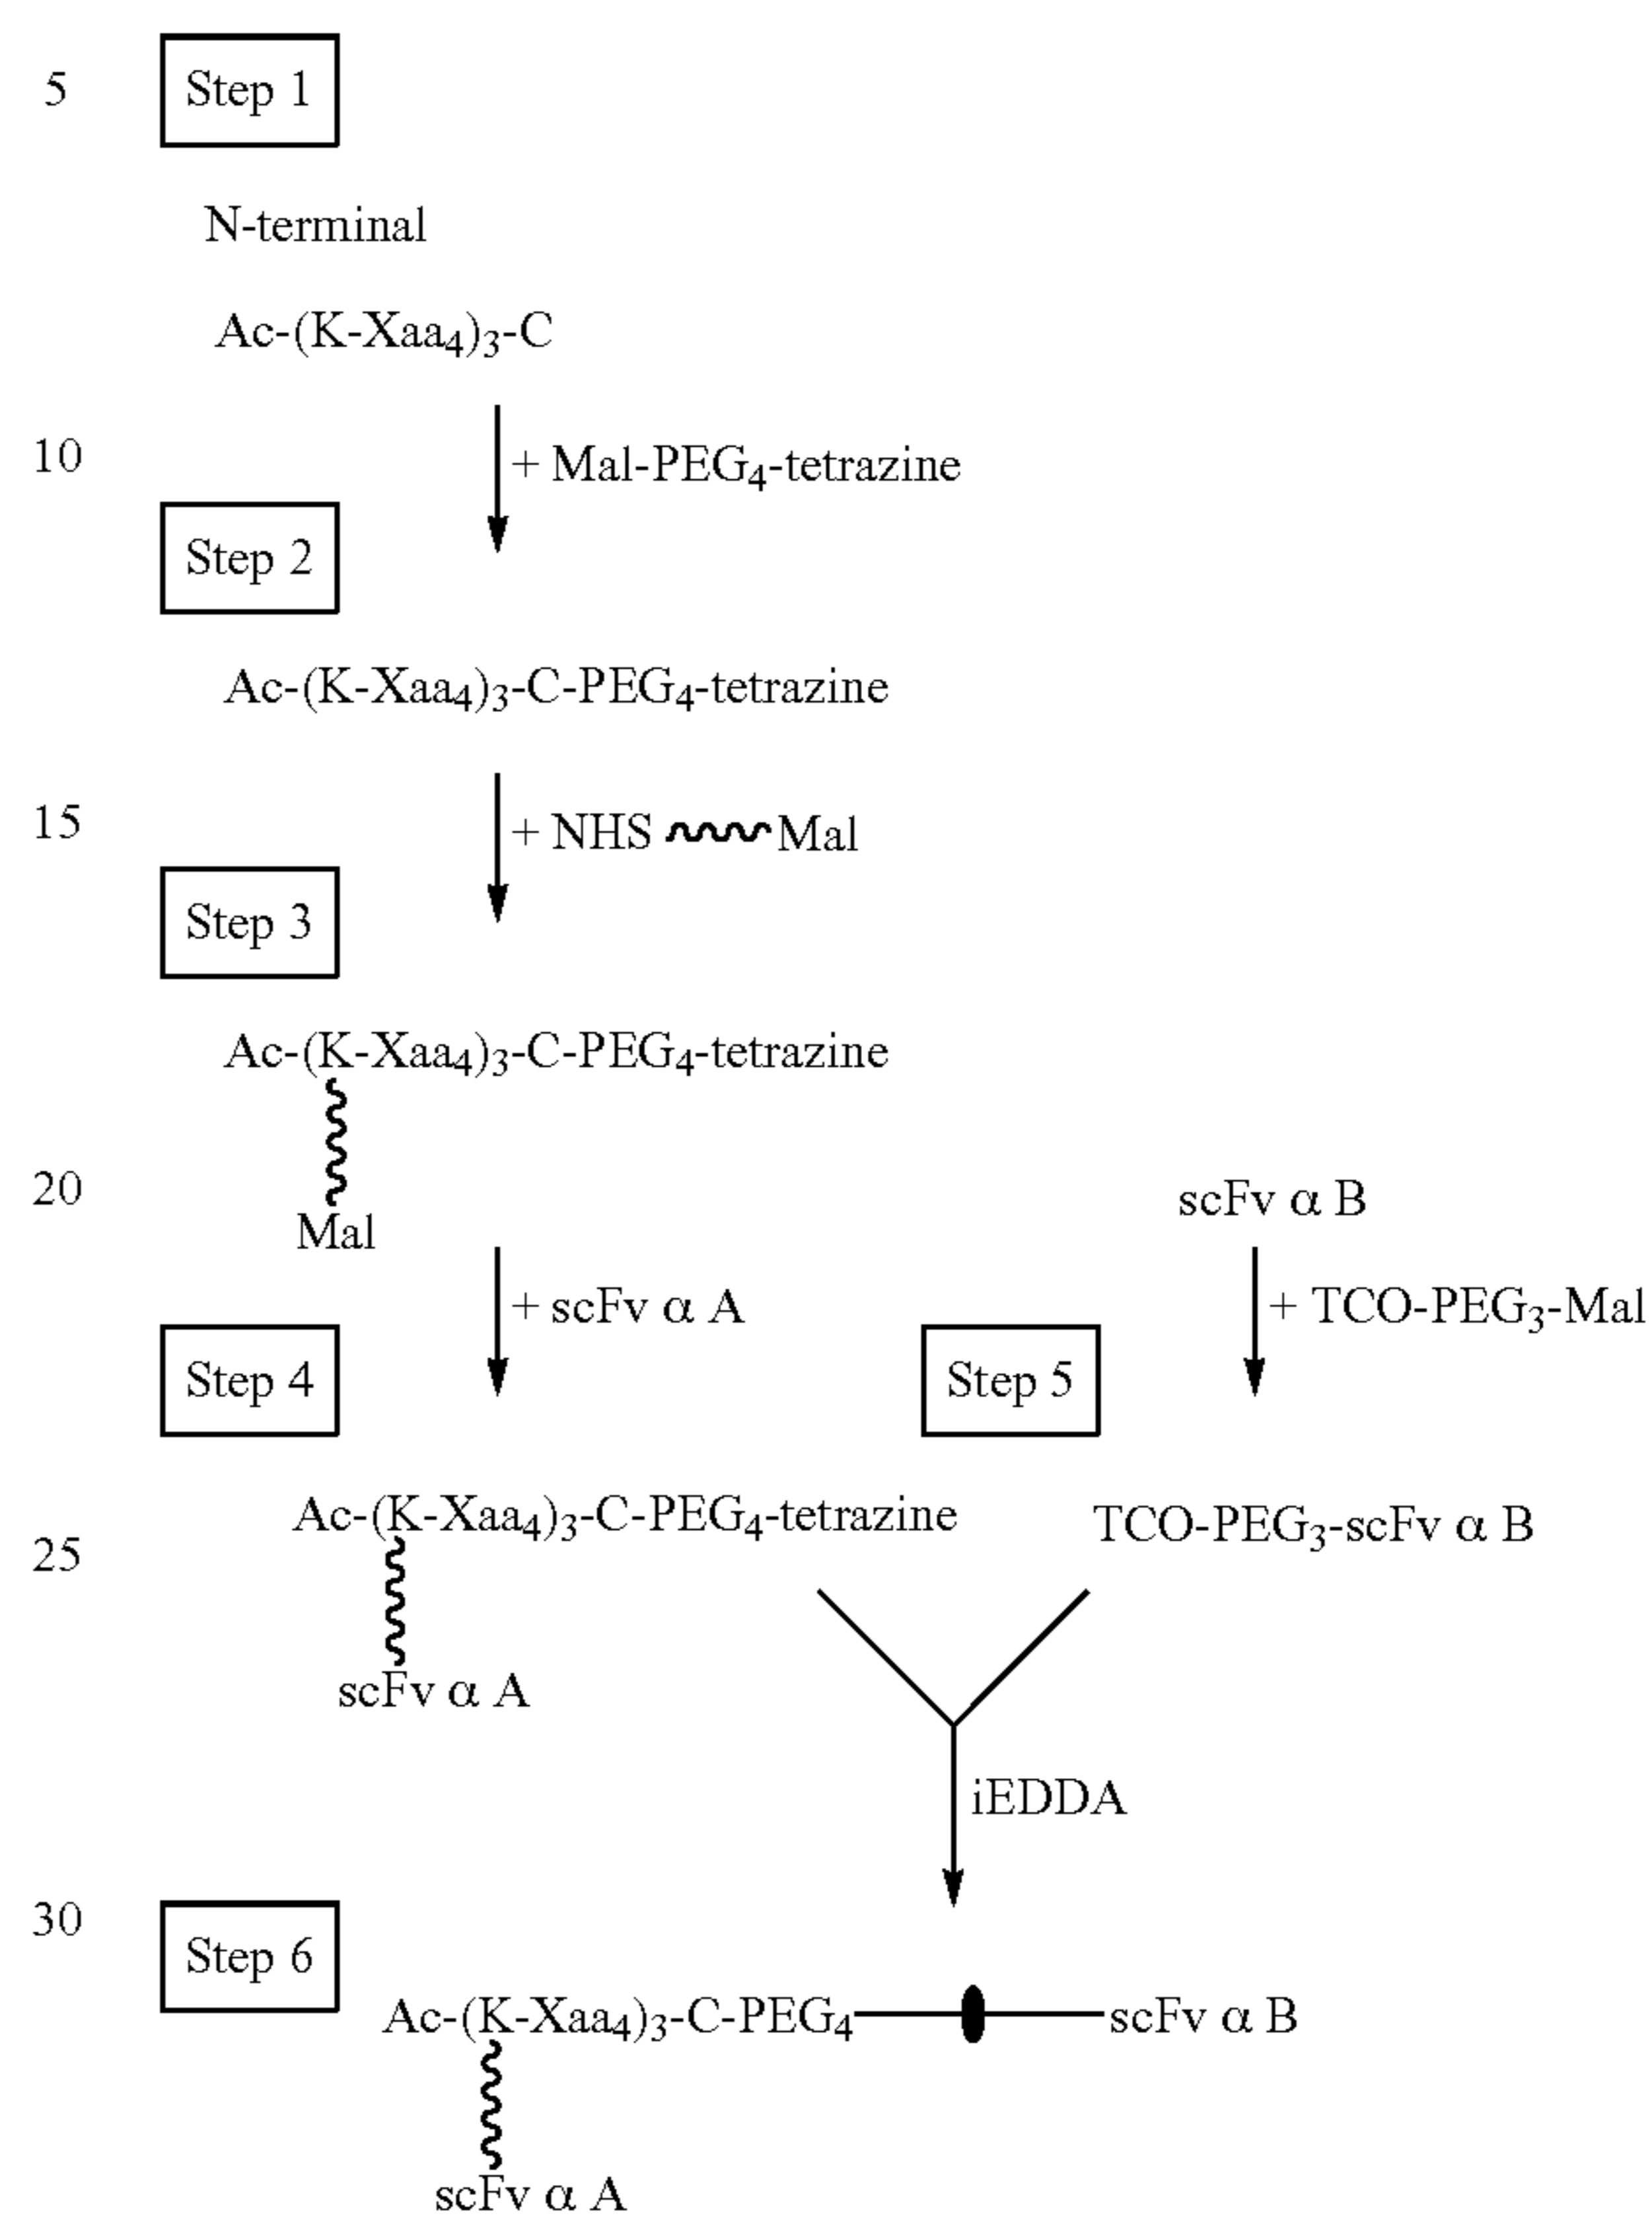 5 Step 1
N-terminal
Ac-(K-Xaa₄)₃-C
10 + Mal-PEG₄-tetrazine
Step 2
Ac-(K-Xaa₄)₃-C-PEG₄-tetrazine
15 + NHS Mal
Step 3
Ac-(K-Xaa₄)₃-C-PEG₄-tetrazine
20 scFv α B
Mal
+ scFv α A + TCO-PEG₃-Mal
Step 4 Step 5
Ac-(K-Xaa₄)₃-C-PEG₄-tetrazine TCO-PEG₃-scFv α B
25
scFv α A
iEDDA
30
Step 6
Ac-(K-Xaa₄)₃-C-PEG₄ scFv α B
scFv α A